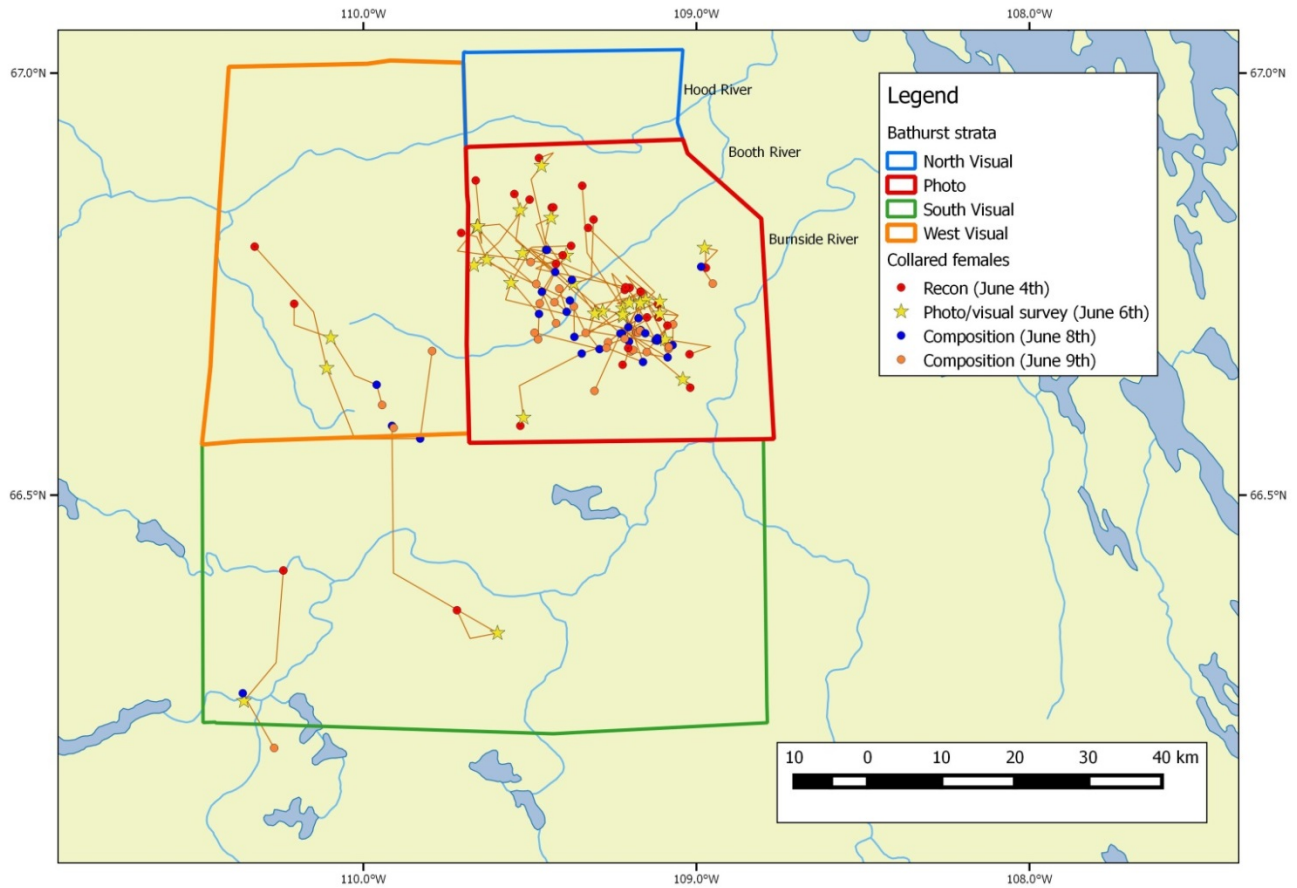 110.0°W 109.0°W 108.0°W
67.0°N 67.0°N
Hood River
Booth River
Burnside River
Legend
Bathurst strata
North Visual
Photo
South Visual
West Visual
Collared females
Recon (June 4th)
Photo/visual survey (June 6th)
Composition (June 8th)
Composition (June 9th)
66.5°N 66.5°N
10 0 10 20 30 40 km
110.0°W 109.0°W 108.0°W